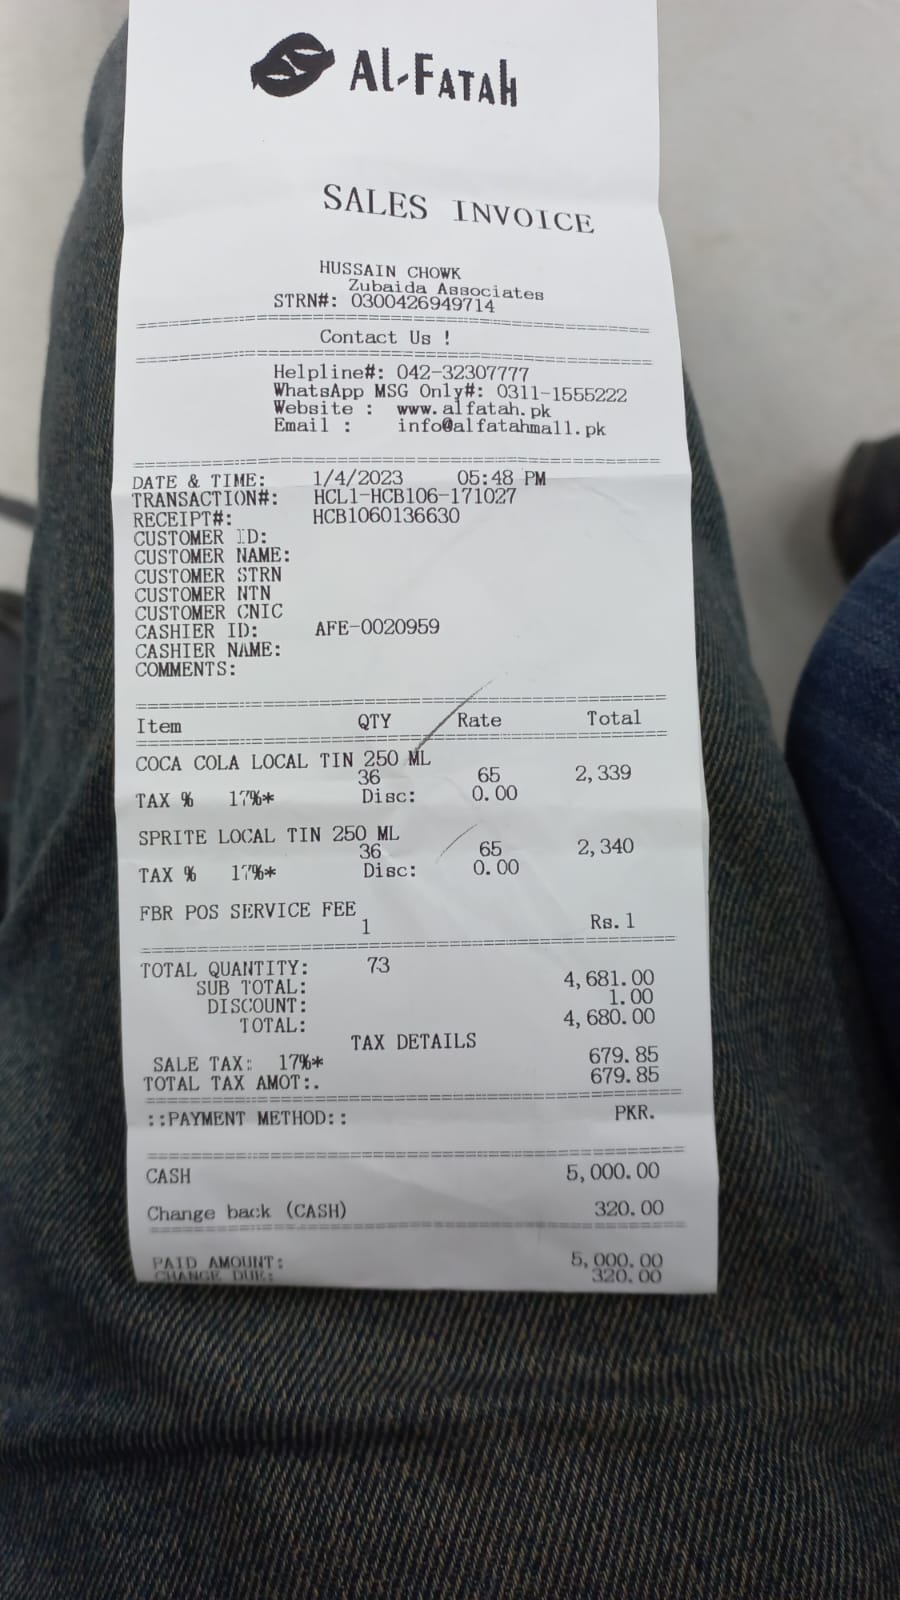 Al-Fatah
SALES INVOICE
HUSSAIN CHOWK
Zubaida Associates
STRN#: 0300426949714
Contact Us !
Helpline#: 042-32307777
WhatsApp MSG Only#: 0311-1555222
Website : www.alfatah.pk
Email : info@alfatahmall.pk
DATE & TIME: 1/4/2023 05:48 PM
TRANSACTION#: HCL1-HCB106-171027
RECEIPT#: HCB1060136630
CUSTOMER ID:
CUSTOMER NAME:
CUSTOMER STRN
CUSTOMER NTN
CUSTOMER CNIC
CASHIER ID: AFE-0020959
CASHIER NAME:
COMMENTS:
Item QTY Rate Total
COCA COLA LOCAL TIN 250 ML
36 65 2,339
TAX % 17%* Disc: 0.00
SPRITE LOCAL TIN 250 ML
36 65 2,340
TAX % 17%* Disc: 0.00
FBR POS SERVICE FEE
1 Rs.1
TOTAL QUANTITY: 73
SUB TOTAL: 4,681.00
DISCOUNT: 1.00
TOTAL: 4,680.00
TAX DETAILS
SALE TAX: 17%* 679.85
TOTAL TAX AMOT:. 679.85
::PAYMENT METHOD:: PKR.
CASH 5,000.00
Change back (CASH) 320.00
PAID AMOUNT: 5,000.00
CHANGE DUE: 320.00